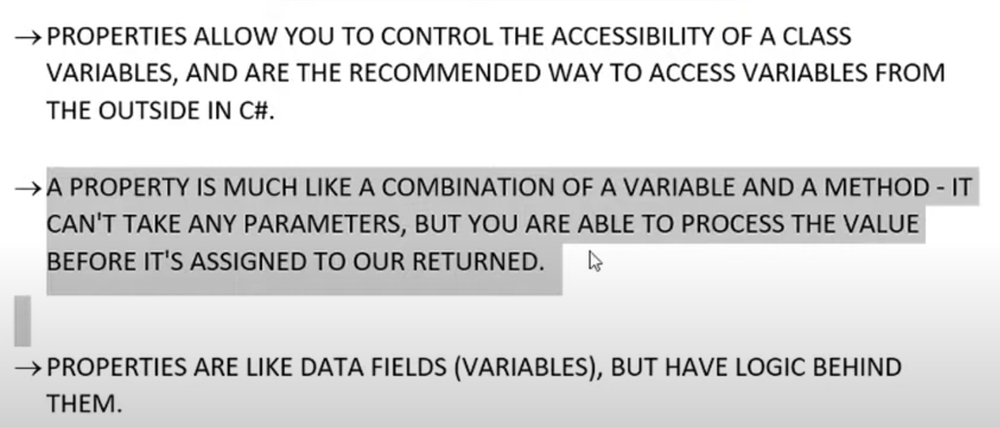 → PROPERTIES ALLOW YOU TO CONTROL THE ACCESSIBILITY OF A CLASS
VARIABLES, AND ARE THE RECOMMENDED WAY TO ACCESS VARIABLES FROM
THE OUTSIDE IN C#.
→ A PROPERTY IS MUCH LIKE A COMBINATION OF A VARIABLE AND A METHOD - IT
CAN'T TAKE ANY PARAMETERS, BUT YOU ARE ABLE TO PROCESS THE VALUE
BEFORE IT'S ASSIGNED TO OUR RETURNED.
→ PROPERTIES ARE LIKE DATA FIELDS (VARIABLES), BUT HAVE LOGIC BEHIND
THEM.